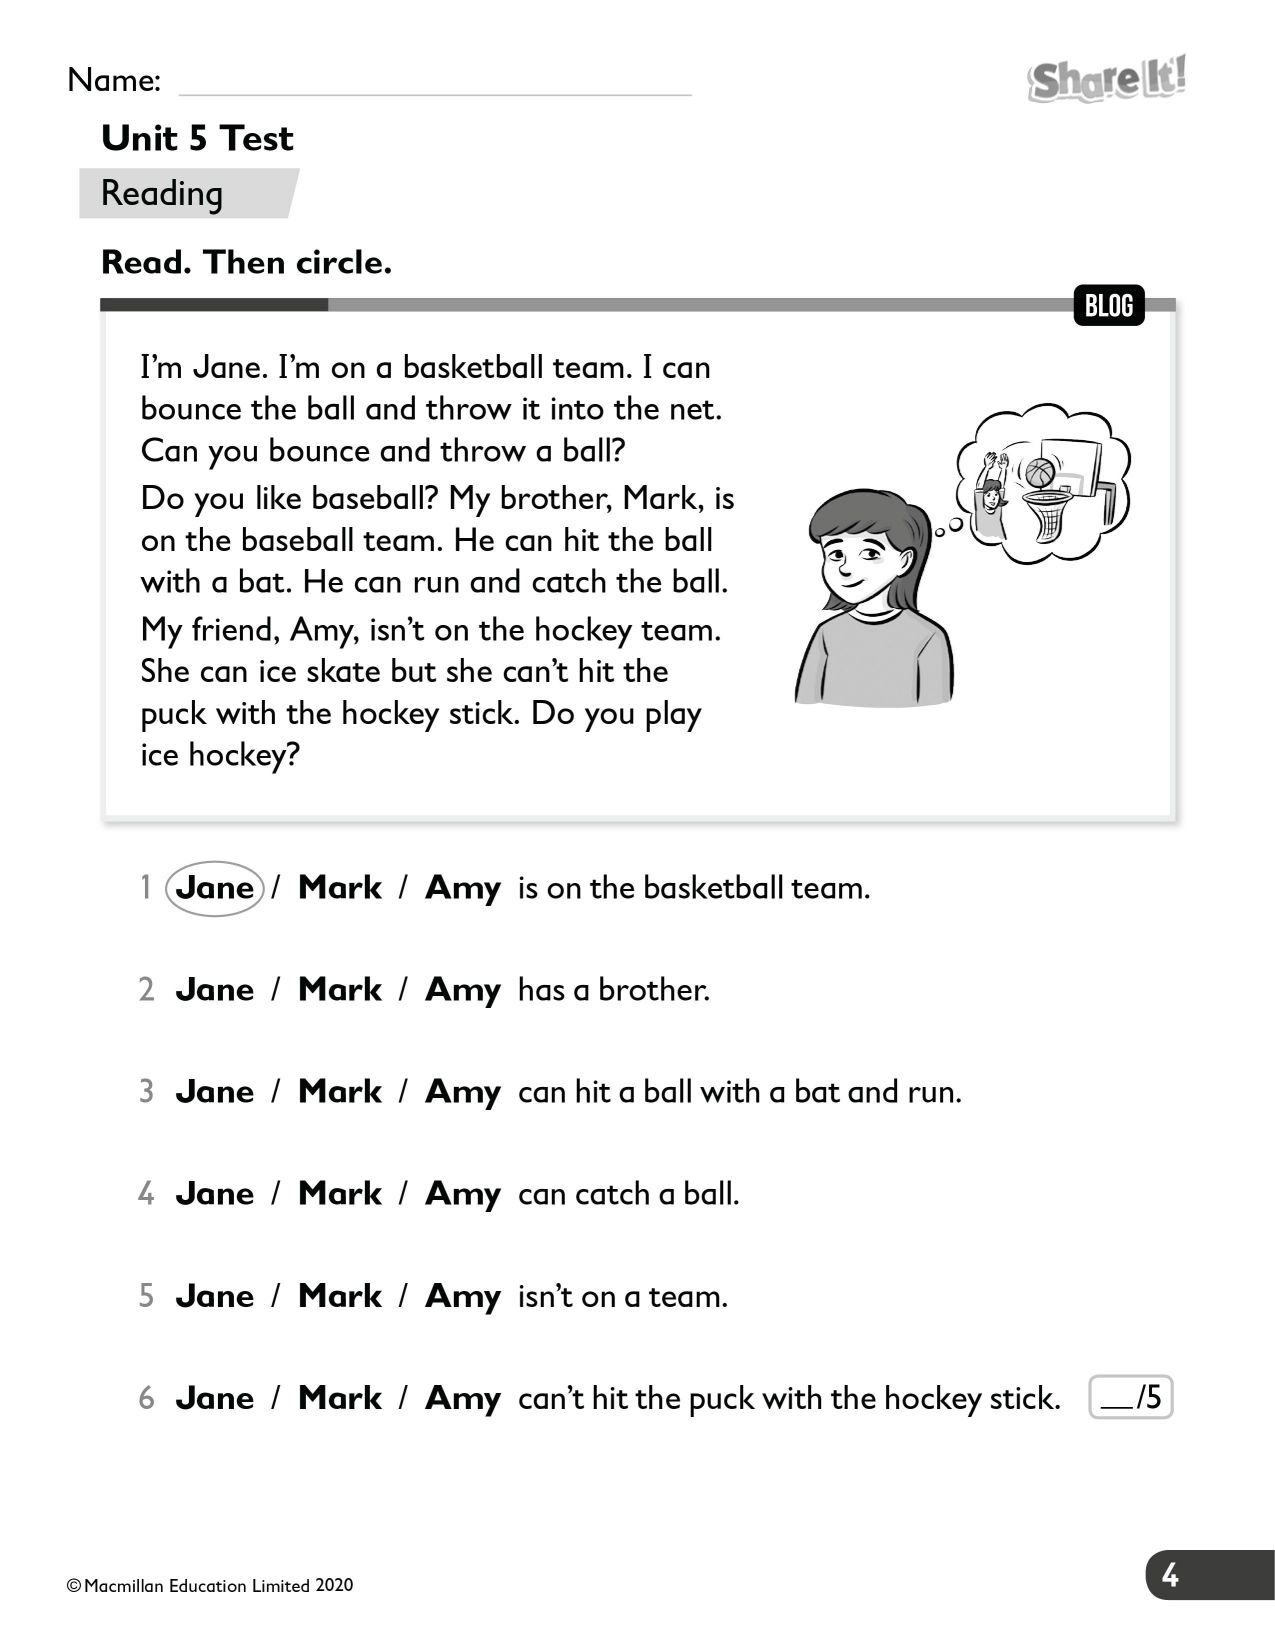 Name:
Share It!
Unit 5 Test
Reading
Read. Then circle.
BLOG
I'm Jane. I'm on a basketball team. I can
bounce the ball and throw it into the net.
Can you bounce and throw a ball?
Do you like baseball? My brother, Mark, is
on the baseball team. He can hit the ball
with a bat. He can run and catch the ball.
My friend, Amy, isn't on the hockey team.
She can ice skate but she can't hit the
puck with the hockey stick. Do you play
ice hockey?
1 Jane / Mark / Amy is on the basketball team.
2 Jane / Mark / Amy has a brother.
3 Jane / Mark / Amy can hit a ball with a bat and run.
4 Jane / Mark / Amy can catch a ball.
5 Jane / Mark / Amy isn't on a team.
6 Jane / Mark / Amy can't hit the puck with the hockey stick. __/5
© Macmillan Education Limited 2020
4